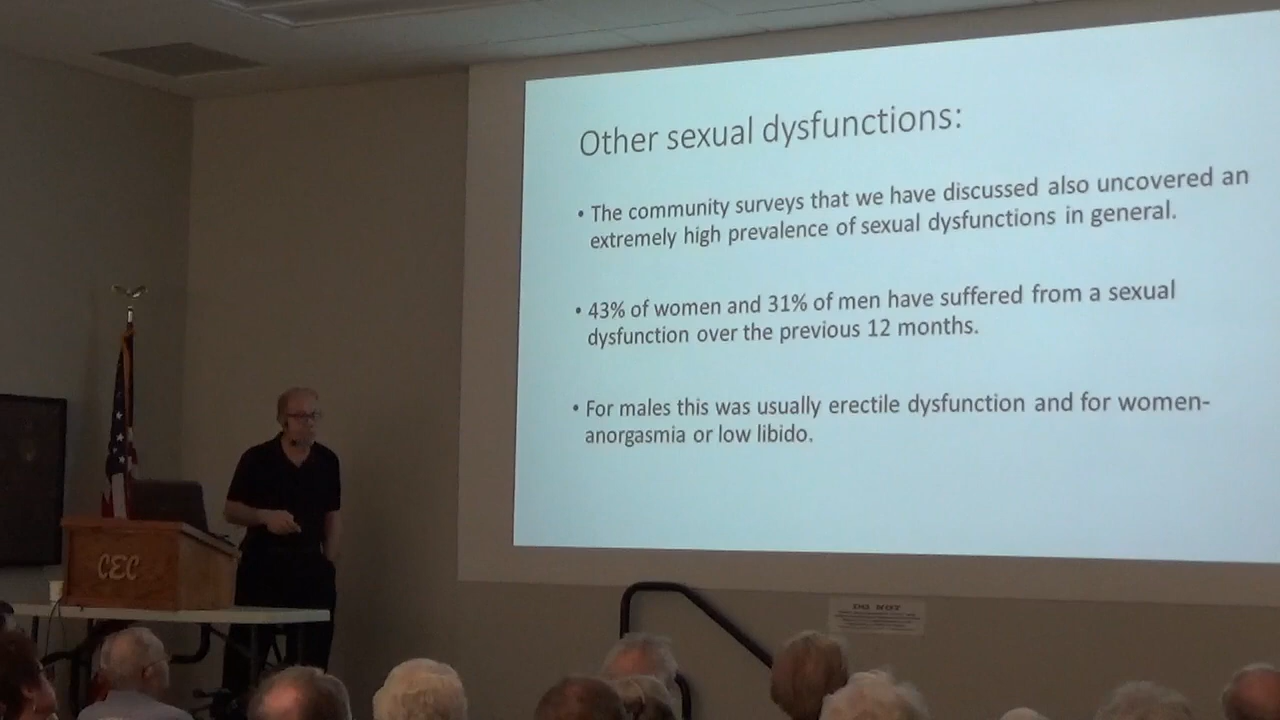 Other sexual dysfunctions:
• The community surveys that we have discussed also uncovered an
extremely high prevalence of sexual dysfunctions in general.
• 43% of women and 31% of men have suffered from a sexual
dysfunction over the previous 12 months.
• For males this was usually erectile dysfunction and for women-
anorgasmia or low libido.
CEC
DO NOT